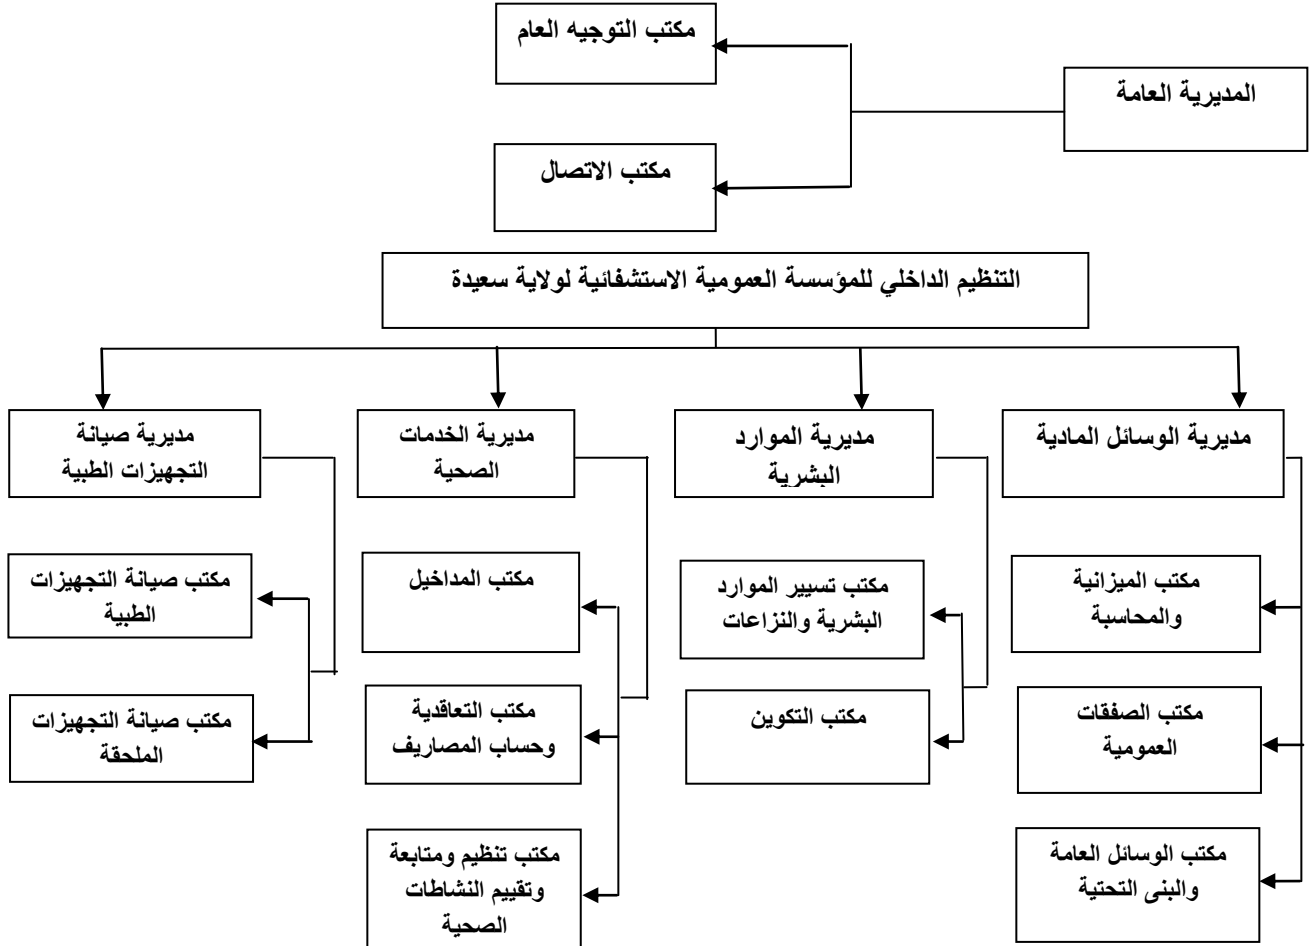 مكتب التوجيه العام
المديرية العامة
مكتب الاتصال
التنظيم الداخلي للمؤسسة العمومية الاستشفائية لولاية سعيدة
مديرية الوسائل المادية
مديرية الموارد
البشرية
مديرية الخدمات
الصحية
مديرية صيانة
التجهيزات الطبية
مكتب الميزانية
والمحاسبة
مكتب تسيير الموارد
البشرية والنزاعات
مكتب المداخيل
مكتب صيانة التجهيزات
الطبية
مكتب الصفقات
العمومية
مكتب التكوين
مكتب التعاقدية
وحساب المصاريف
مكتب صيانة التجهيزات
الملحقة
مكتب الوسائل العامة
والبنى التحتية
مكتب تنظيم ومتابعة
وتقييم النشاطات
الصحية